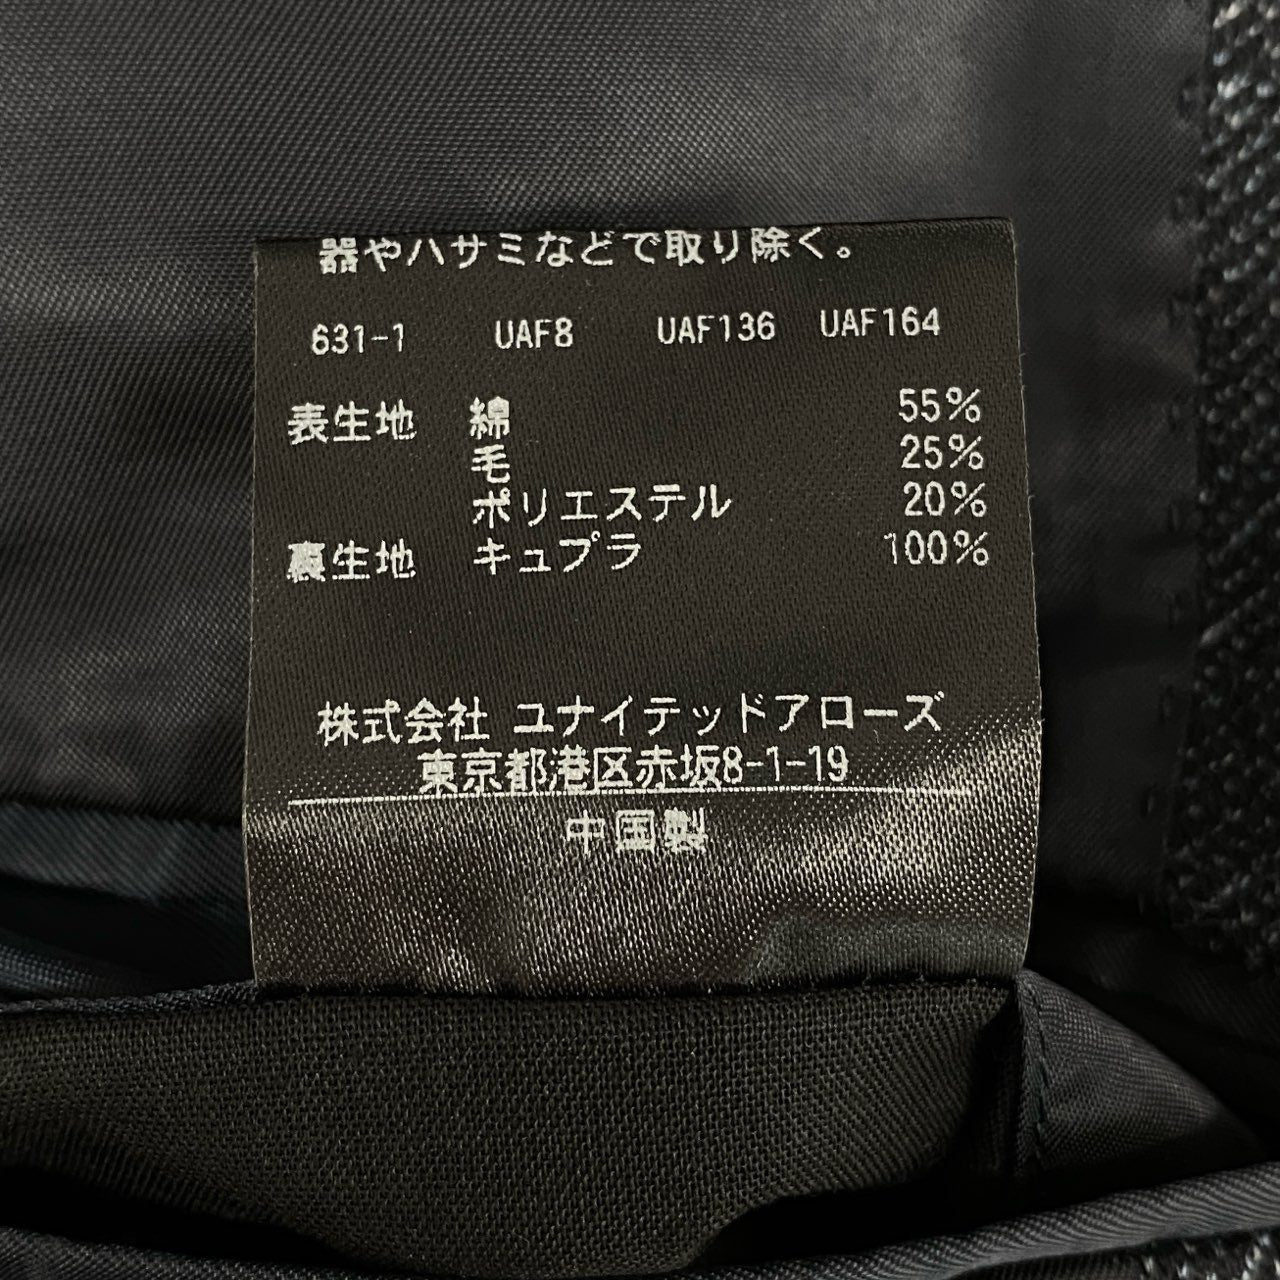 器やハサミなどで取り除く。
631-1 UAF8 UAF136 UAF164
表生地 綿 55%
毛 25%
ポリエステル 20%
裏生地 キュプラ 100%
株式会社 ユナイテッドアローズ
東京都港区赤坂8-1-19
中国製